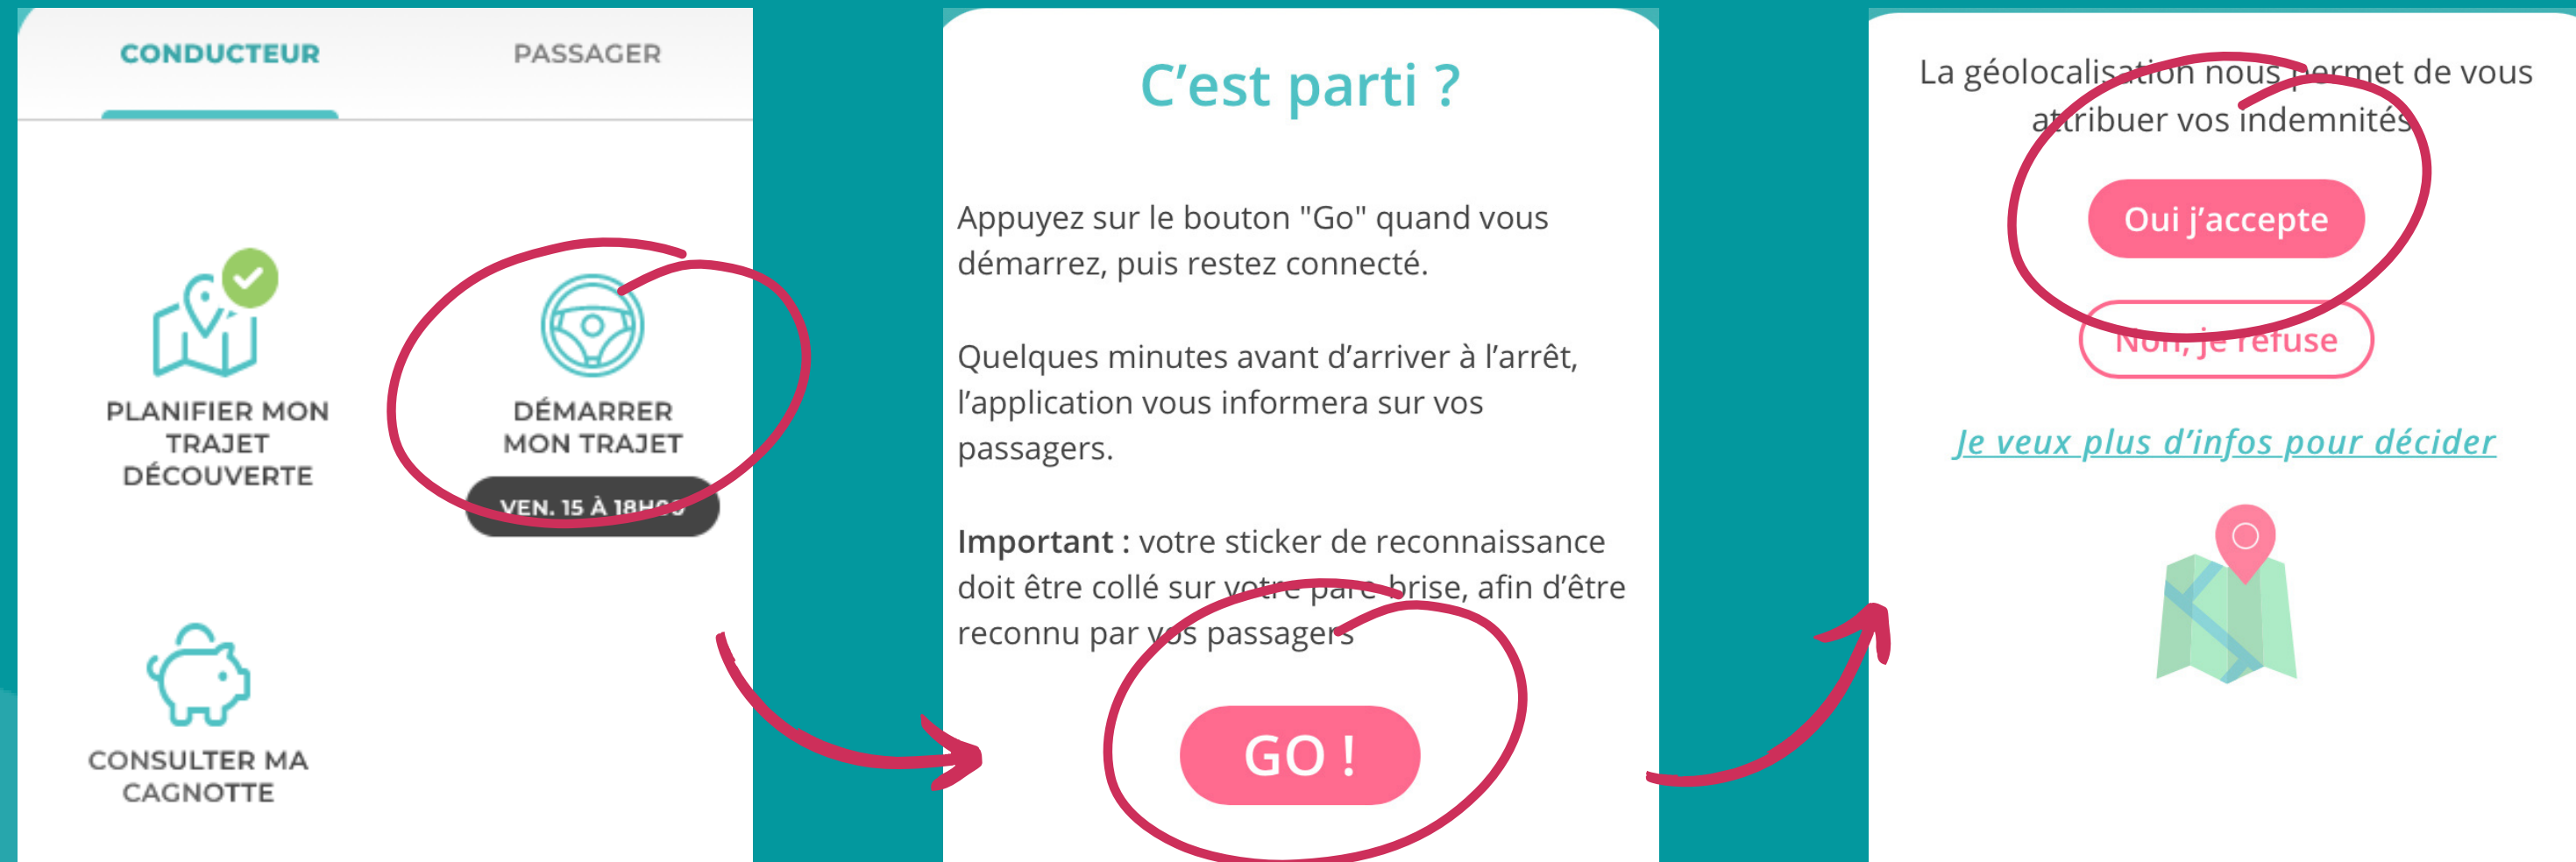 CONDUCTEUR
PASSAGER
PLANIFIER MON
TRAJET
DÉCOUVERTE
DÉMARRER
MON TRAJET
VEN. 15 À 18H00
CONSULTER MA
CAGNOTTE
C’est parti ?
Appuyez sur le bouton "Go" quand vous
démarrez, puis restez connecté.
Quelques minutes avant d’arriver à l’arrêt,
l’application vous informera sur vos
passagers.
Important : votre sticker de reconnaissance
doit être collé sur votre pare-brise, afin d’être
reconnu par vos passagers
GO !
La géolocalisation nous permet de vous
attribuer vos indemnités
Oui j’accepte
Non, je refuse
Je veux plus d’infos pour décider